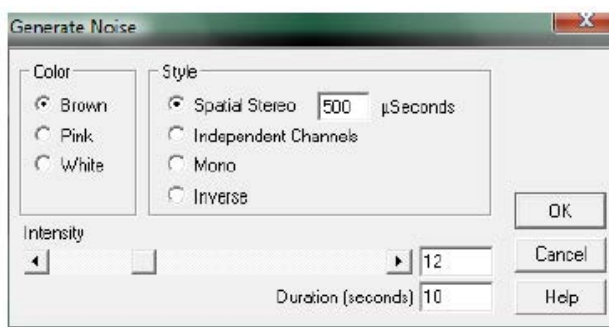 Generate Noise
Color
Brown
Pink
White
Style
Spatial Stereo 500 µSeconds
Independent Channels
Mono
Inverse
Intensity
12
Duration (seconds) 10
OK
Cancel
Help